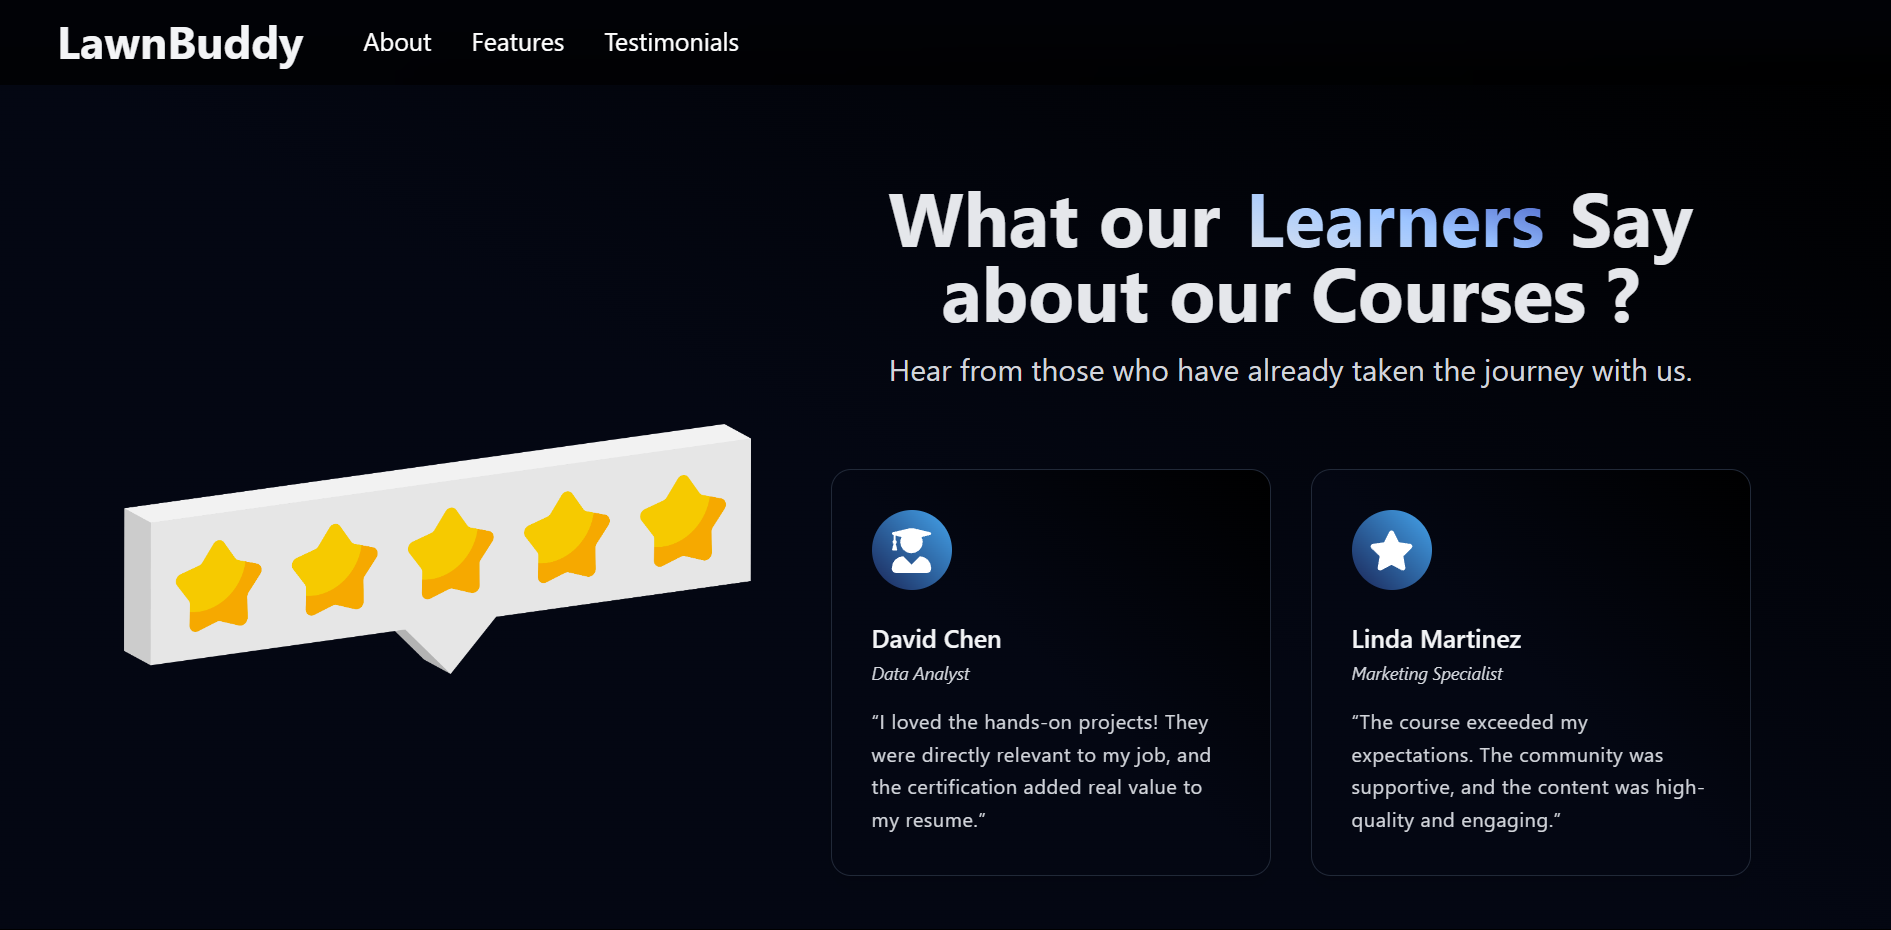 LawnBuddy
About
Features
Testimonials
What our Learners Say
about our Courses ?
Hear from those who have already taken the journey with us.
David Chen
Data Analyst
“I loved the hands-on projects! They
were directly relevant to my job, and
the certification added real value to
my resume.”
Linda Martinez
Marketing Specialist
“The course exceeded my
expectations. The community was
supportive, and the content was high-
quality and engaging.”